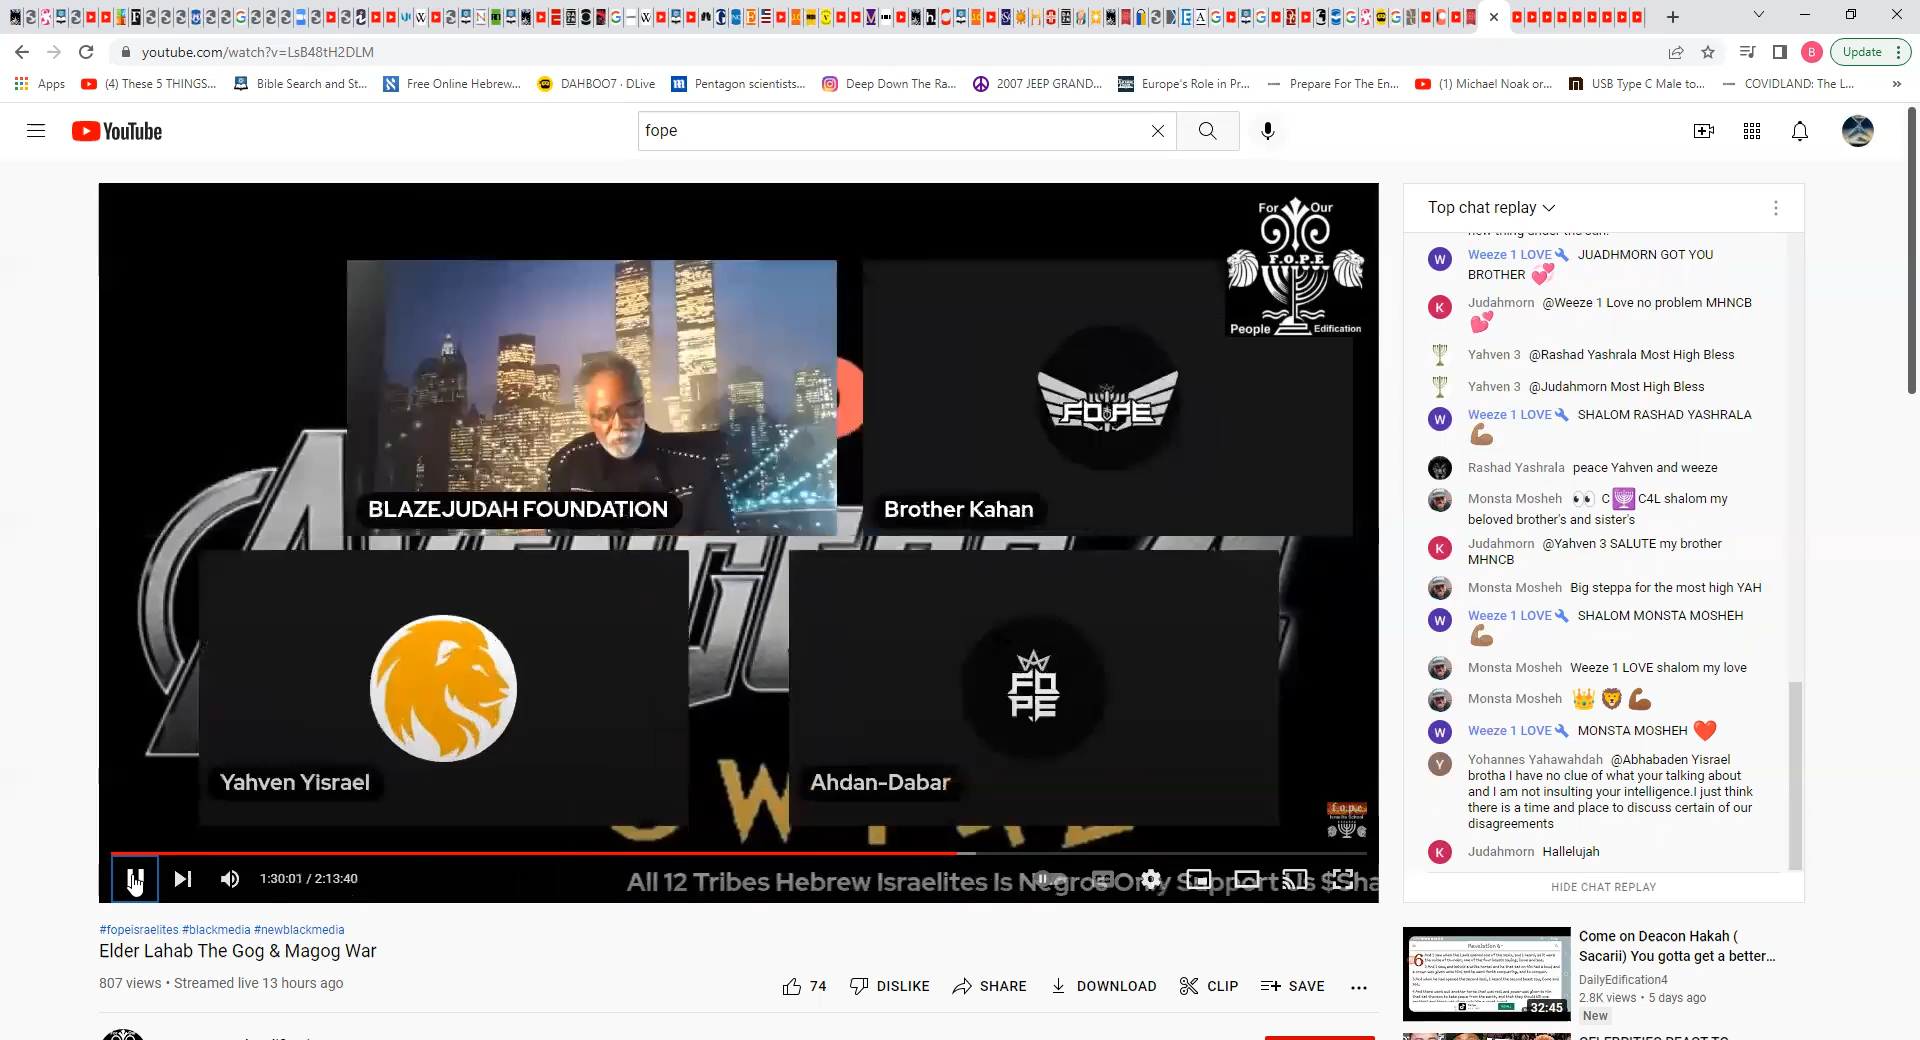 youtube.com/watch?v=LsB48tH2DLM
Update
B
Apps
(4) These 5 THINGS...
Bible Search and St...
Free Online Hebrew...
DAHBOO7 · DLive
Pentagon scientists...
Deep Down The Ra...
2007 JEEP GRAND...
Europe's Role in Pr...
Prepare For The En...
(1) Michael Noak or...
USB Type C Male to...
COVIDLAND: The L...
YouTube
fope
For Our
F.O.P.E
People Edification
BLAZEJUDAH FOUNDATION
FOPE
Brother Kahan
Yahven Yisrael
FO
PE
Ahdan-Dabar
f.o.p.e
Israelite School
1:30:01 / 2:13:40
All 12 Tribes Hebrew Israelites Is Negros Only Support Us $Sha
Top chat replay
new thing under the sun.
Weeze 1 LOVE JUADHMORN GOT YOU
BROTHER
Judahmorn @Weeze 1 Love no problem MHNCB
Yahven 3 @Rashad Yashrala Most High Bless
Yahven 3 @Judahmorn Most High Bless
Weeze 1 LOVE SHALOM RASHAD YASHRALA
Rashad Yashrala peace Yahven and weeze
Monsta Mosheh 👀 C 🕎 C4L shalom my
beloved brother's and sister's
Judahmorn @Yahven 3 SALUTE my brother
MHNCB
Monsta Mosheh Big steppa for the most high YAH
Weeze 1 LOVE SHALOM MONSTA MOSHEH
Monsta Mosheh Weeze 1 LOVE shalom my love
Monsta Mosheh
Weeze 1 LOVE MONSTA MOSHEH
Yohannes Yahawahdah @Abhabaden Yisrael
brotha I have no clue of what your talking about
and I am not insulting your intelligence.I just think
there is a time and place to discuss certain of our
disagreements
Judahmorn Hallelujah
HIDE CHAT REPLAY
#fopeisraelites #blackmedia #newblackmedia
Elder Lahab The Gog & Magog War
807 views • Streamed live 13 hours ago
74
DISLIKE
SHARE
DOWNLOAD
CLIP
SAVE
Come on Deacon Hakah (
Sacarii) You gotta get a better...
DailyEdification4
2.8K views • 5 days ago
New
32:45